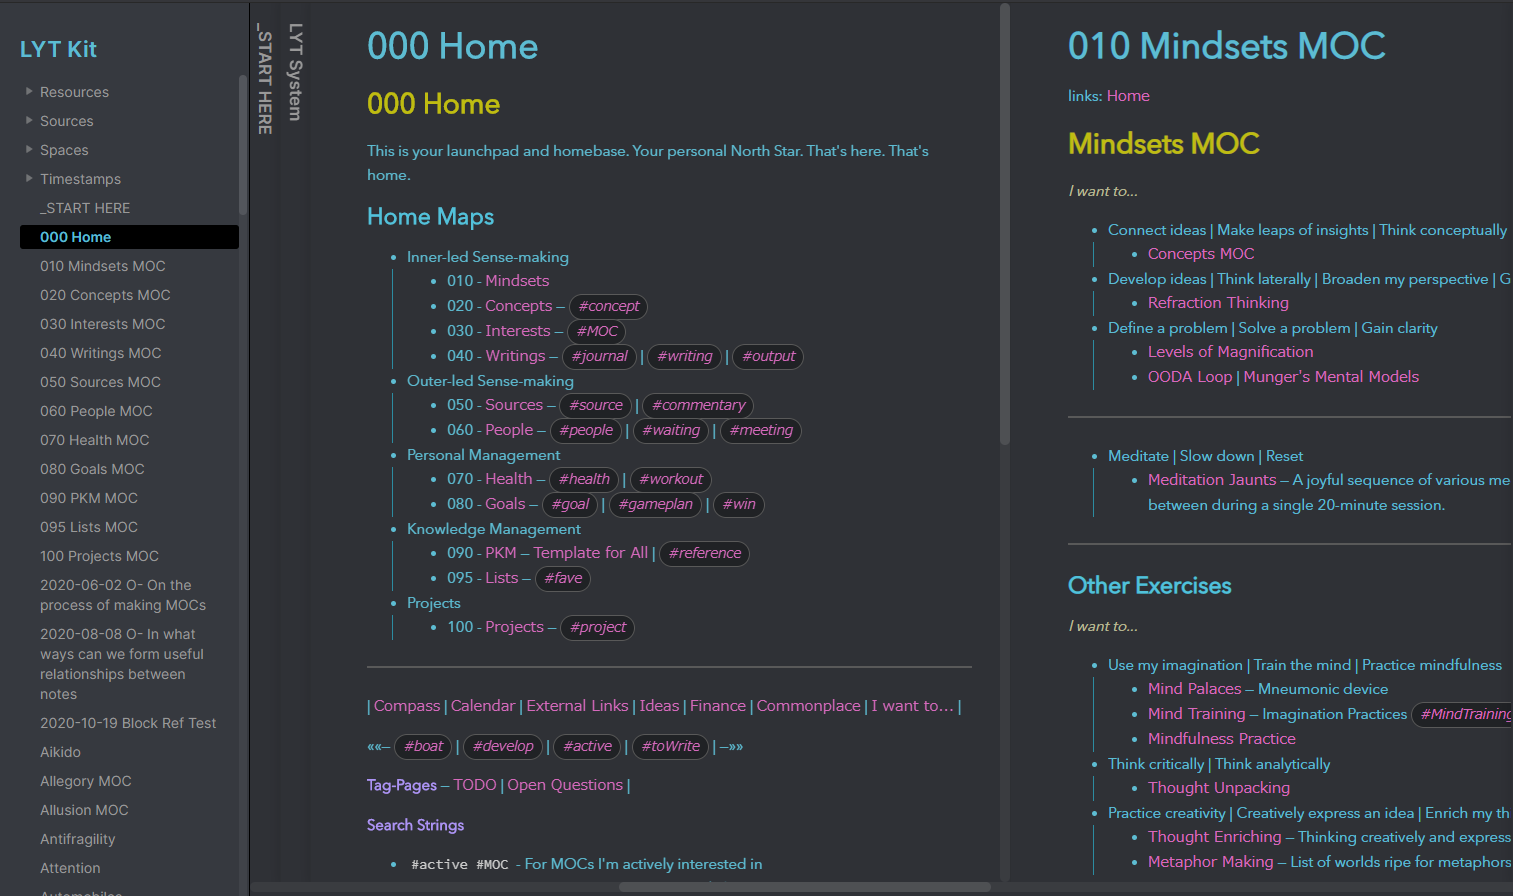 LYT Kit
Resources
Sources
Spaces
Timestamps
_START HERE
000 Home
010 Mindsets MOC
020 Concepts MOC
030 Interests MOC
040 Writings MOC
050 Sources MOC
060 People MOC
070 Health MOC
080 Goals MOC
090 PKM MOC
095 Lists MOC
100 Projects MOC
2020-06-02 O- On the
process of making MOCs
2020-08-08 O- In what
ways can we form useful
relationships between
notes
2020-10-19 Block Ref Test
Aikido
Allegory MOC
Allusion MOC
Antifragility
Attention
Automobiles
_START HERE
LYT System
000 Home
000 Home
This is your launchpad and homebase. Your personal North Star. That's here. That's
home.
Home Maps
Inner-led Sense-making
010 - Mindsets
020 - Concepts – #concept
030 - Interests – #MOC
040 - Writings – #journal | #writing | #output
Outer-led Sense-making
050 - Sources – #source | #commentary
060 - People – #people | #waiting | #meeting
Personal Management
070 - Health – #health | #workout
080 - Goals – #goal | #gameplan | #win
Knowledge Management
090 - PKM – Template for All | #reference
095 - Lists – #fave
Projects
100 - Projects – #project
| Compass | Calendar | External Links | Ideas | Finance | Commonplace | I want to… |
««– #boat | #develop | #active | #toWrite | –»»
Tag-Pages – TODO | Open Questions |
Search Strings
#active #MOC - For MOCs I'm actively interested in
010 Mindsets MOC
links: Home
Mindsets MOC
I want to...
Connect ideas | Make leaps of insights | Think conceptually
Concepts MOC
Develop ideas | Think laterally | Broaden my perspective | G
Refraction Thinking
Define a problem | Solve a problem | Gain clarity
Levels of Magnification
OODA Loop | Munger's Mental Models
Meditate | Slow down | Reset
Meditation Jaunts – A joyful sequence of various me
between during a single 20-minute session.
Other Exercises
I want to...
Use my imagination | Train the mind | Practice mindfulness
Mind Palaces – Mneumonic device
Mind Training – Imagination Practices #MindTraining
Mindfulness Practice
Think critically | Think analytically
Thought Unpacking
Practice creativity | Creatively express an idea | Enrich my th
Thought Enriching – Thinking creatively and express
Metaphor Making – List of worlds ripe for metaphors